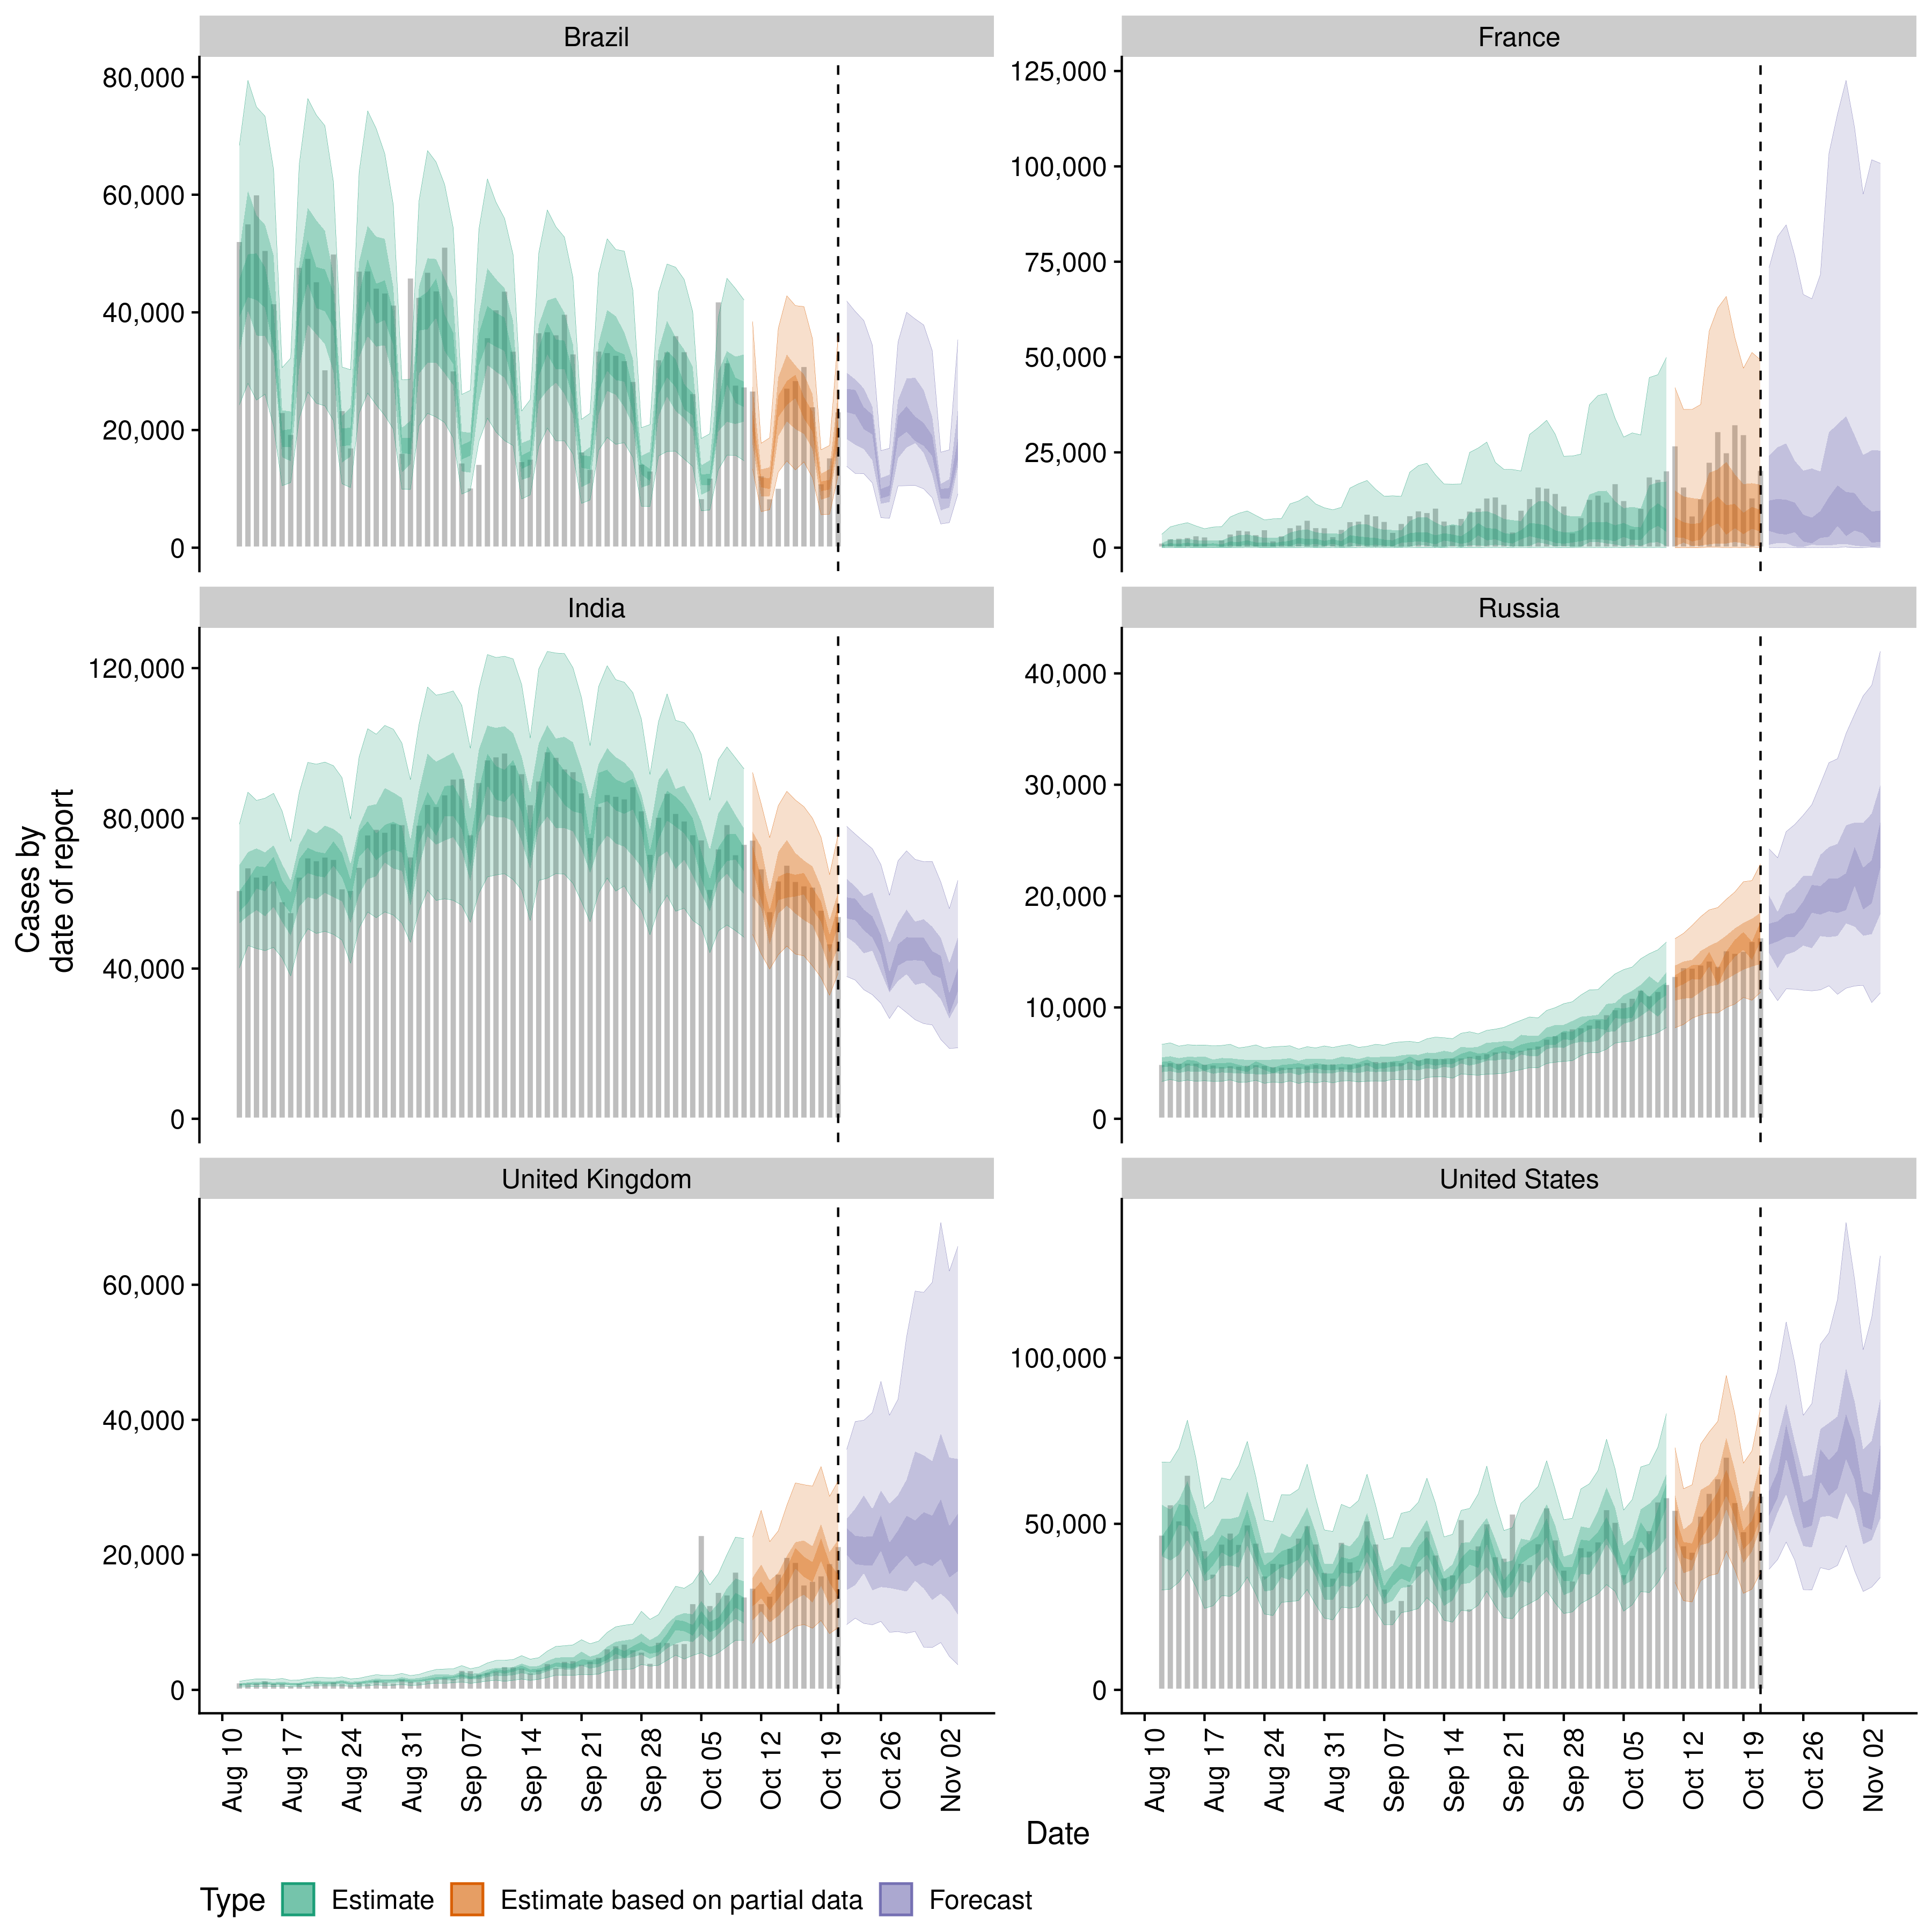 Brazil
France
80,000
60,000
40,000
20,000
0
125,000
100,000
75,000
50,000
25,000
0
India
Russia
120,000
80,000
40,000
0
40,000
30,000
20,000
10,000
0
Cases by
date of report
United Kingdom
United States
60,000
40,000
20,000
0
100,000
50,000
0
Aug 10
Aug 17
Aug 24
Aug 31
Sep 07
Sep 14
Sep 21
Sep 28
Oct 05
Oct 12
Oct 19
Oct 26
Nov 02
Aug 10
Aug 17
Aug 24
Aug 31
Sep 07
Sep 14
Sep 21
Sep 28
Oct 05
Oct 12
Oct 19
Oct 26
Nov 02
Date
Type Estimate Estimate based on partial data Forecast